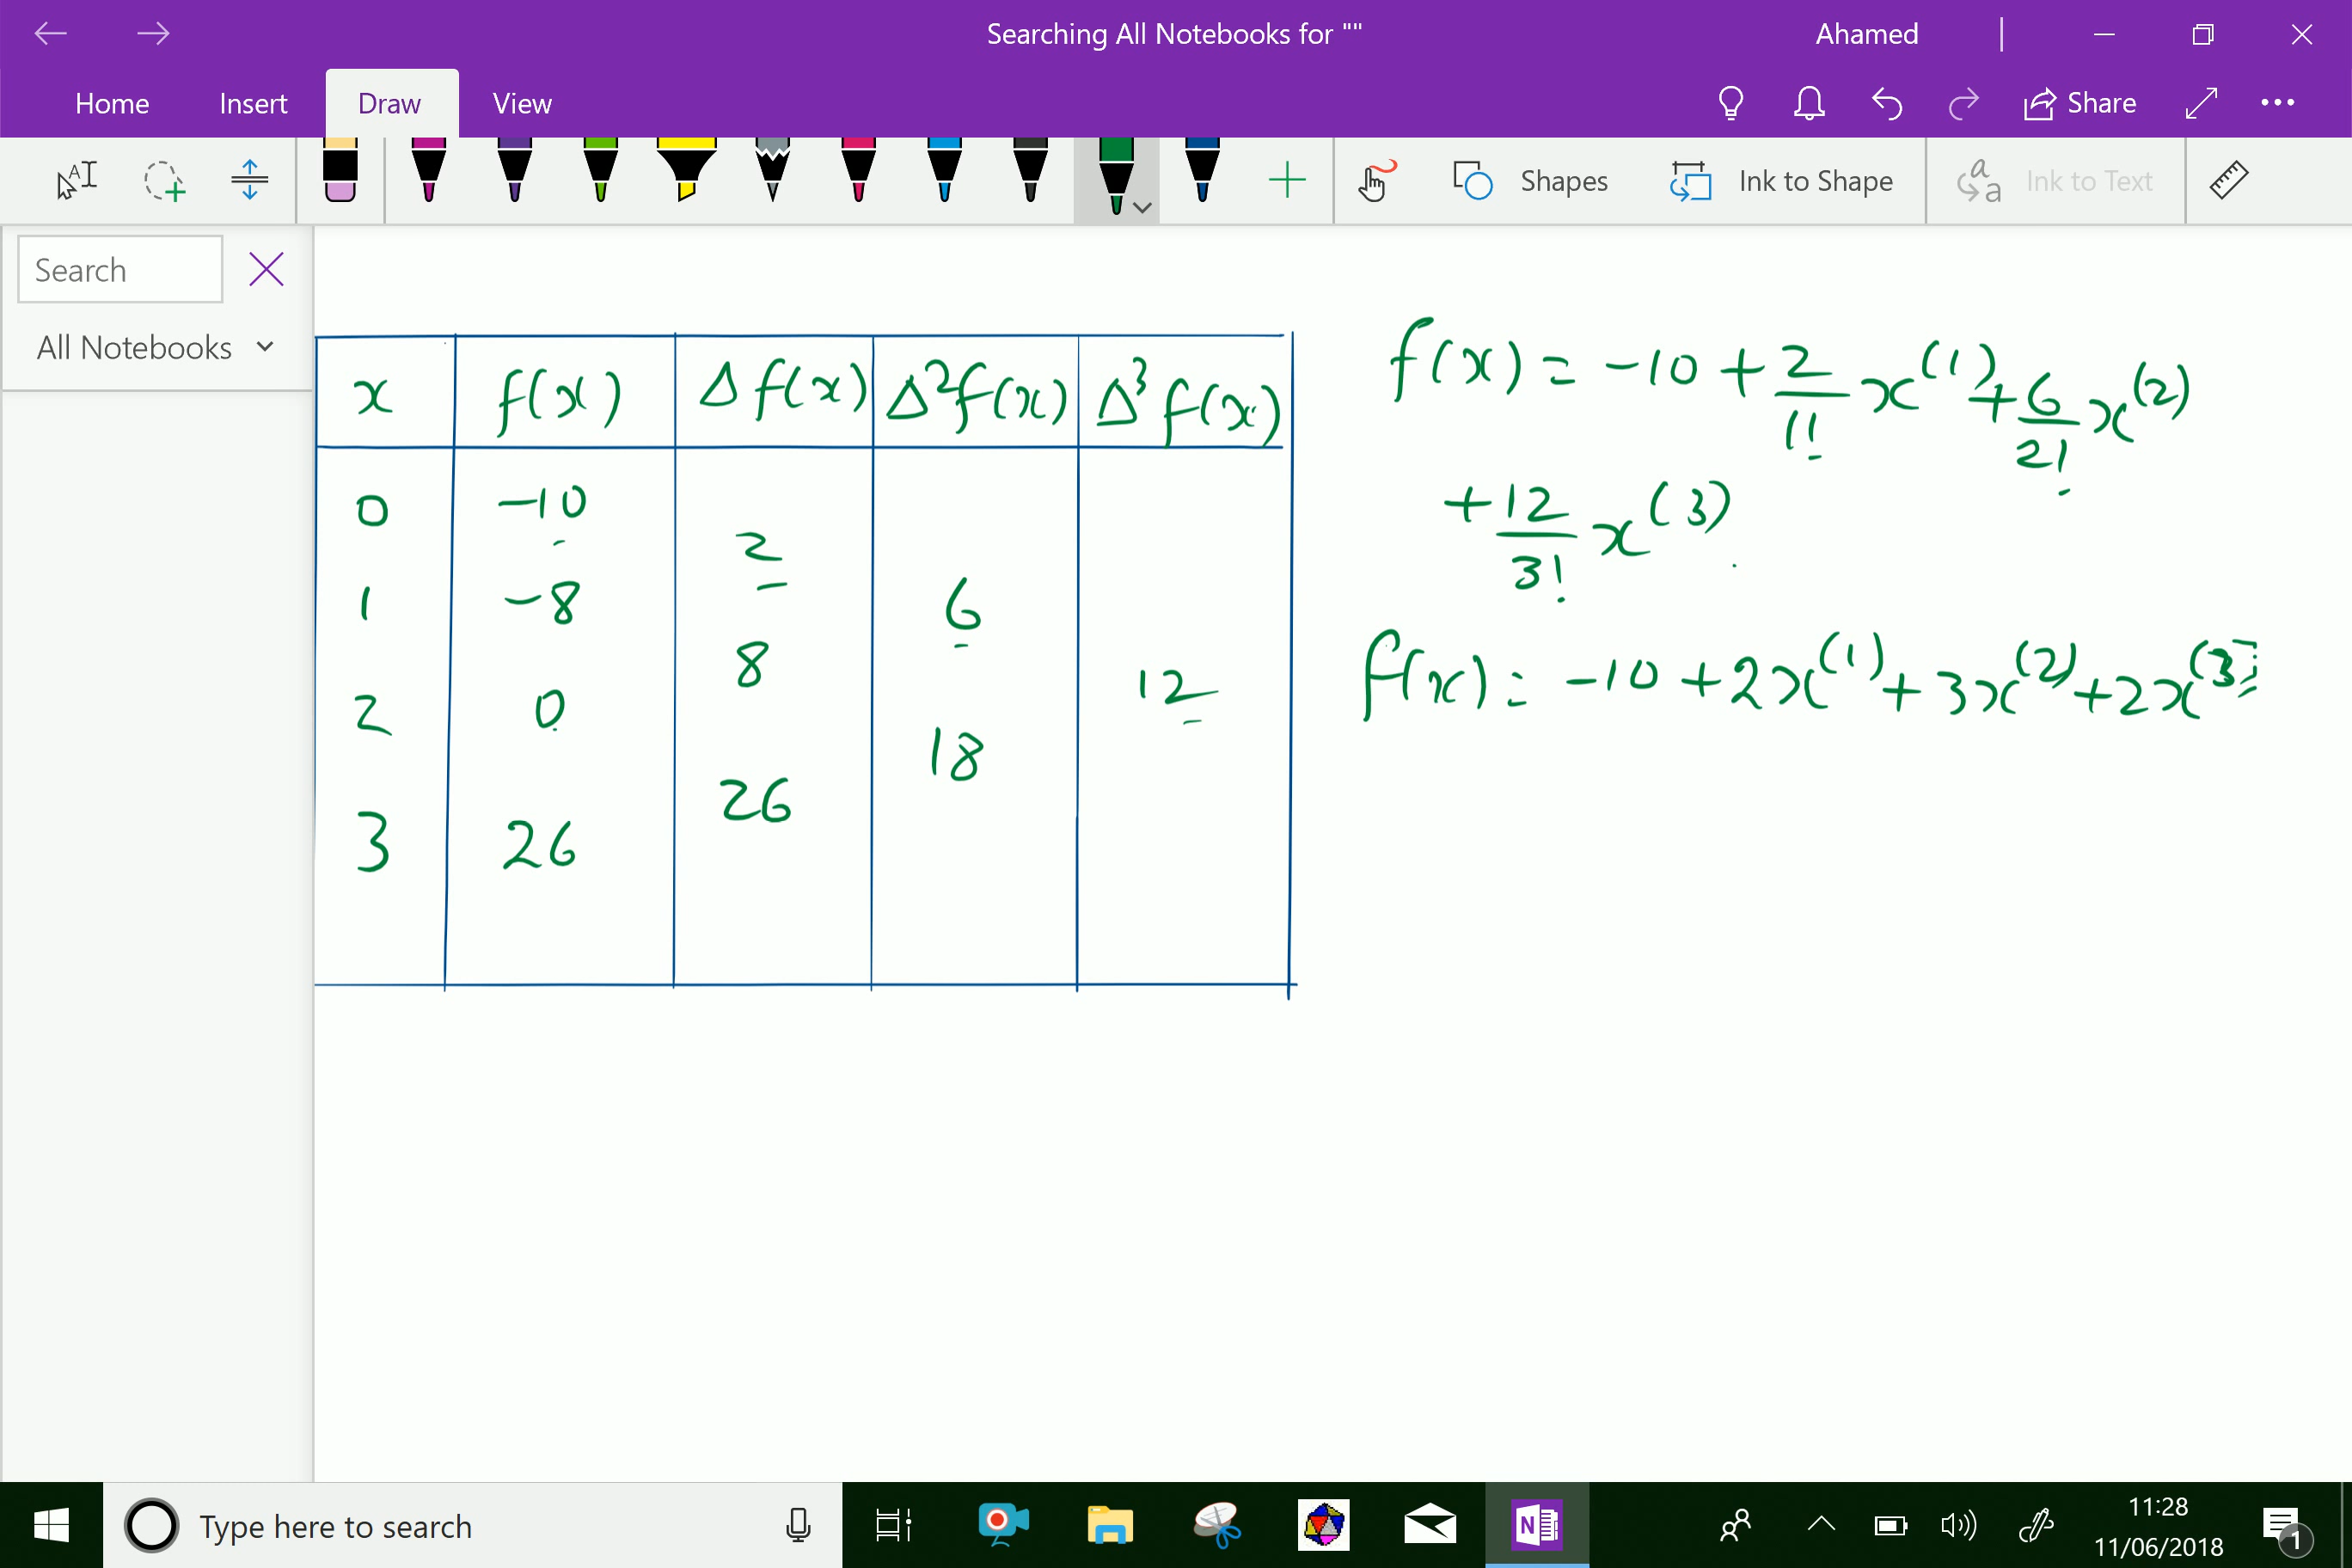 Searching All Notebooks for ""
Ahamed
Home Insert Draw View
Share
Shapes
Ink to Shape
Ink to Text
Search
All Notebooks
x f(x) Δf(x) Δ²f(x) Δ³f(x)
0 -10
2
1 -8 6
8 12
2 0
18
26
3 26
f(x) = -10 + 2/1! x^(1) + 6/2! x^(2)
+ 12/3! x^(3).
f(x) = -10 + 2x^(1) + 3x^(2) + 2x^(3)
Type here to search
N
11:28
11/06/2018
1